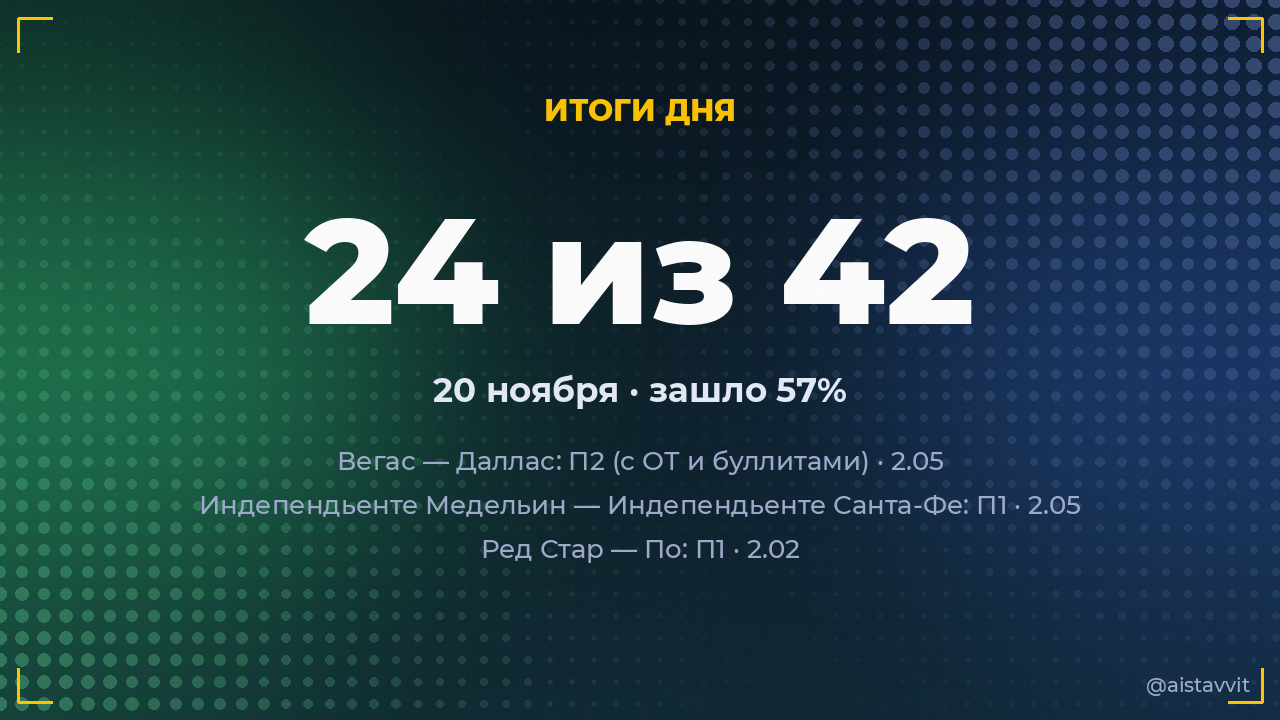 ИТОГИ ДНЯ
24 из 42
20 ноября · зашло 57%
Вегас — Даллас: П2 (с ОТ и буллитами) · 2.05
Индепендьенте Медельин — Индепендьенте Санта-Фе: П1 · 2.05
Ред Стар — По: П1 · 2.02
@aistavvit